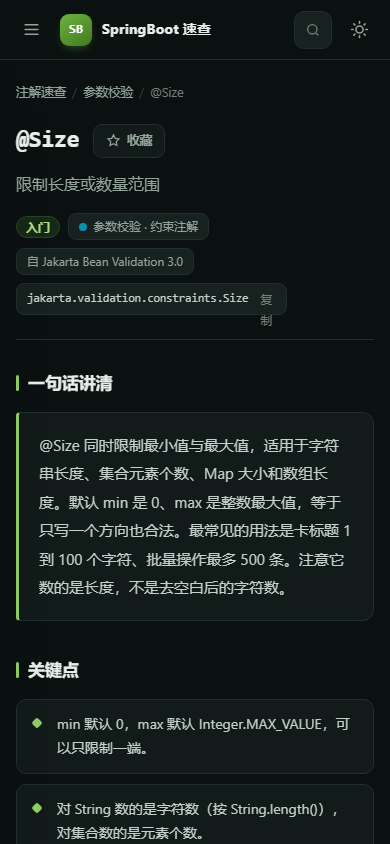 SB SpringBoot 速查
注解速查 / 参数校验 / @Size
@Size 收藏
限制长度或数量范围
入门 参数校验 · 约束注解
自 Jakarta Bean Validation 3.0
jakarta.validation.constraints.Size 复制
一句话讲清
@Size 同时限制最小值与最大值，适用于字符
串长度、集合元素个数、Map 大小和数组长
度。默认 min 是 0、max 是整数最大值，等于
只写一个方向也合法。最常见的用法是卡标题 1
到 100 个字符、批量操作最多 500 条。注意它
数的是长度，不是去空白后的字符数。
关键点
min 默认 0，max 默认 Integer.MAX_VALUE，可
以只限制一端。
对 String 数的是字符数（按 String.length()），
对集合数的是元素个数。